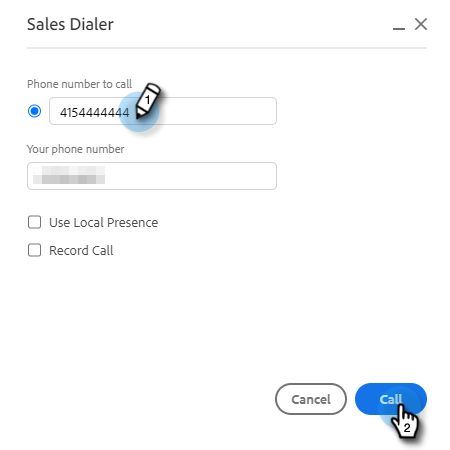 Sales Dialer
Phone number to call
4154444444
1
Your phone number
Use Local Presence
Record Call
Cancel
Call
2